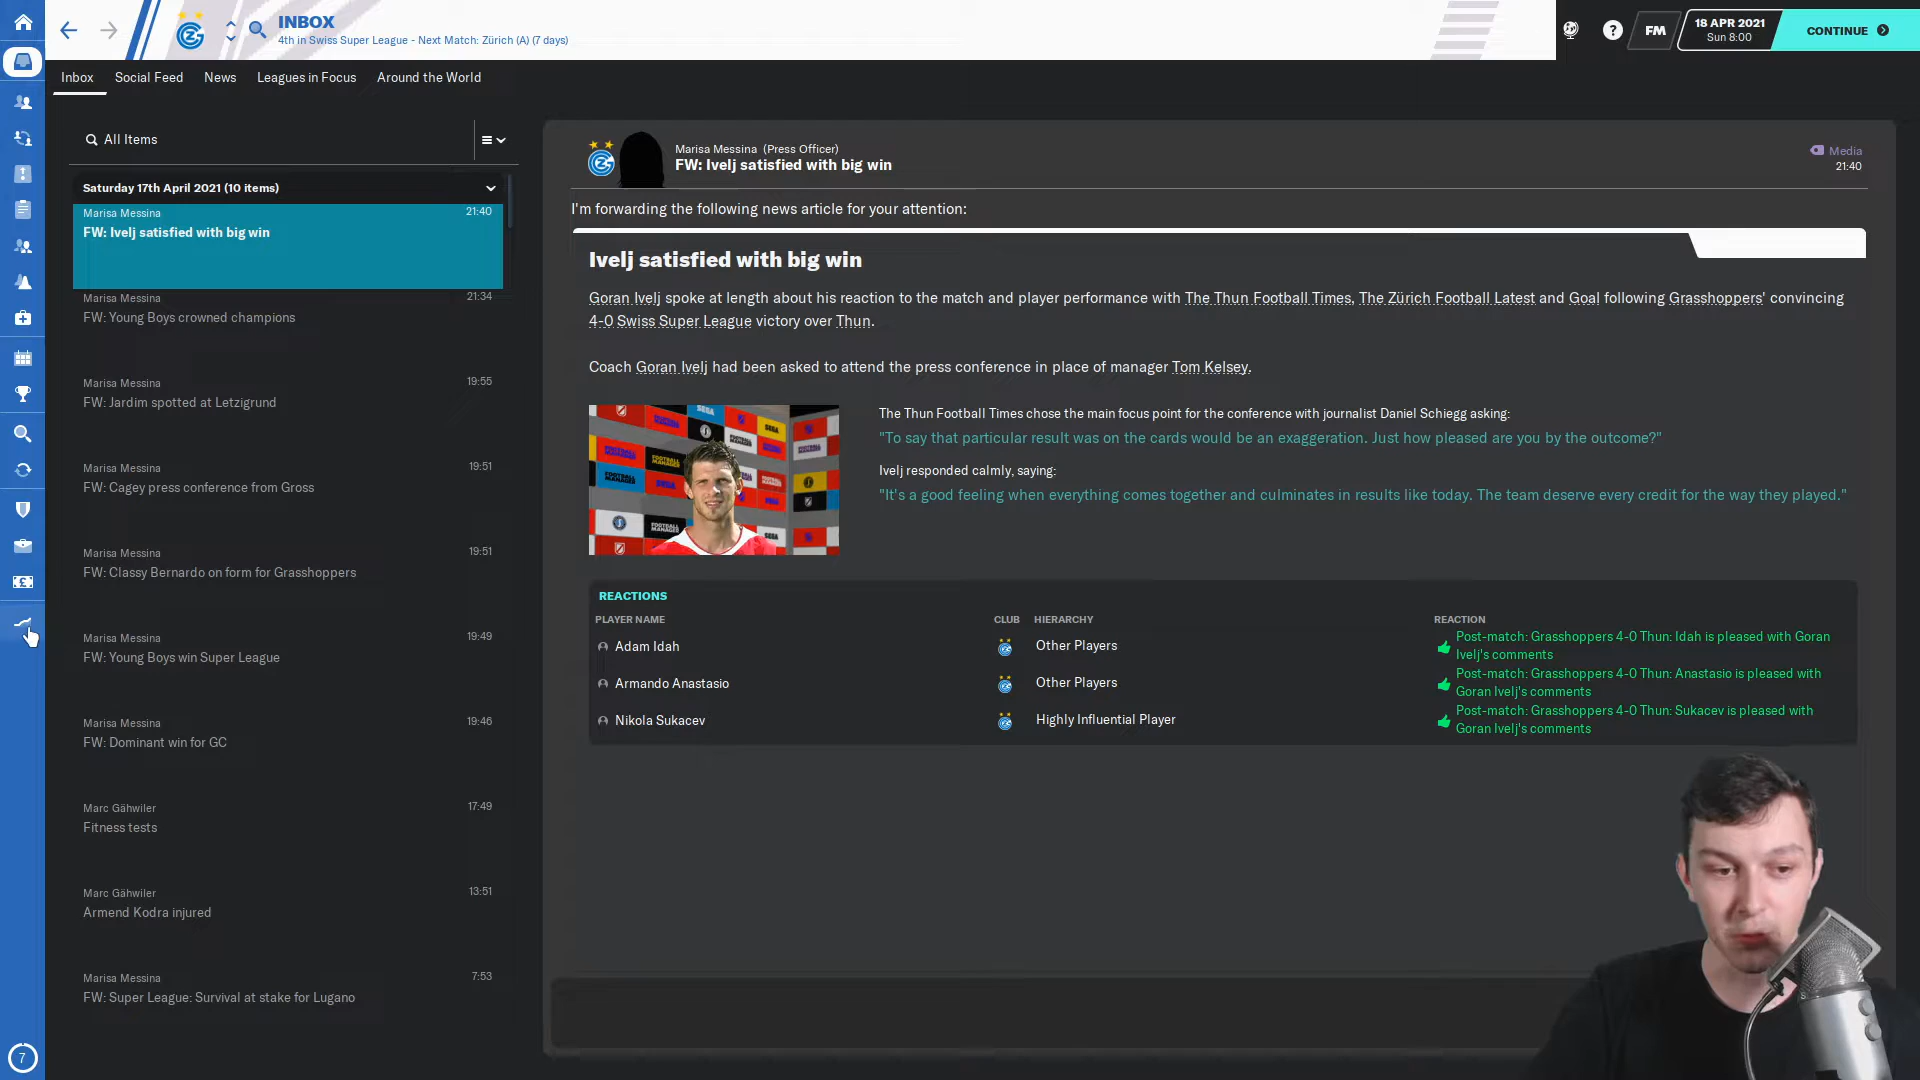 INBOX
4th in Swiss Super League - Next Match: Zürich (A) (7 days)
?
FM
18 APR 2021
Sun 8:00
CONTINUE
Inbox
Social Feed
News
Leagues in Focus
Around the World
All Items
Saturday 17th April 2021 (10 items)
Marisa Messina
21:40
FW: Ivelj satisfied with big win
Marisa Messina
21:34
FW: Young Boys crowned champions
Marisa Messina
19:55
FW: Jardim spotted at Letzigrund
Marisa Messina
19:51
FW: Cagey press conference from Gross
Marisa Messina
19:51
FW: Classy Bernardo on form for Grasshoppers
Marisa Messina
19:49
FW: Young Boys win Super League
Marisa Messina
19:46
FW: Dominant win for GC
Marc Gähwiler
17:49
Fitness tests
Marc Gähwiler
13:51
Armend Kodra injured
Marisa Messina
7:53
FW: Super League: Survival at stake for Lugano
7
Marisa Messina (Press Officer)
FW: Ivelj satisfied with big win
Media
21:40
I'm forwarding the following news article for your attention:
Ivelj satisfied with big win
Goran Ivelj spoke at length about his reaction to the match and player performance with The Thun Football Times, The Zürich Football Latest and Goal following Grasshoppers' convincing
4-0 Swiss Super League victory over Thun.
Coach Goran Ivelj had been asked to attend the press conference in place of manager Tom Kelsey.
The Thun Football Times chose the main focus point for the conference with journalist Daniel Schiegg asking:
"To say that particular result was on the cards would be an exaggeration. Just how pleased are you by the outcome?"
Ivelj responded calmly, saying:
"It's a good feeling when everything comes together and culminates in results like today. The team deserve every credit for the way they played."
REACTIONS
PLAYER NAME
CLUB
HIERARCHY
REACTION
Adam Idah
Other Players
Post-match: Grasshoppers 4-0 Thun: Idah is pleased with Goran
Ivelj's comments
Armando Anastasio
Other Players
Post-match: Grasshoppers 4-0 Thun: Anastasio is pleased with
Goran Ivelj's comments
Nikola Sukacev
Highly Influential Player
Post-match: Grasshoppers 4-0 Thun: Sukacev is pleased with
Goran Ivelj's comments